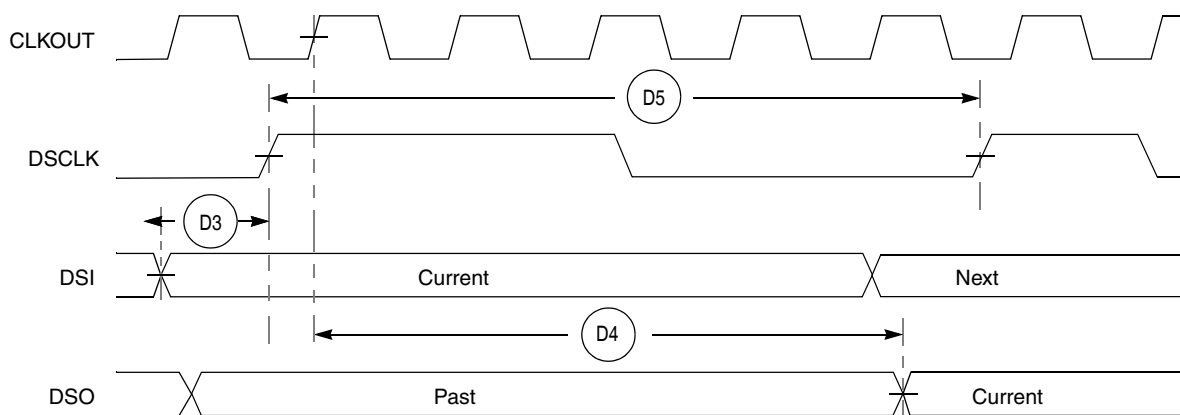 CLKOUT
D5
DSCLK
D3
DSI Current Next
D4
DSO Past Current